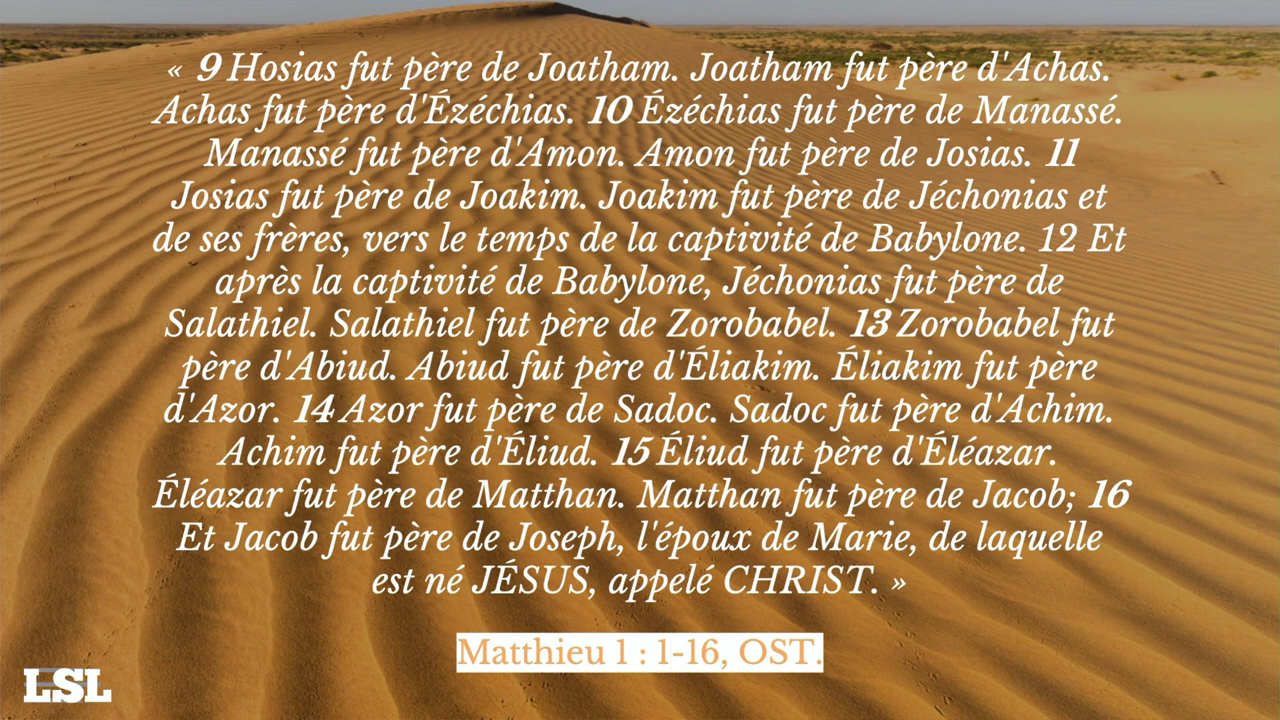 « 9 Hosias fut père de Joatham. Joatham fut père d'Achas.
Achas fut père d'Ézéchias. 10 Ézéchias fut père de Manassé.
Manassé fut père d'Amon. Amon fut père de Josias. 11
Josias fut père de Joakim. Joakim fut père de Jéchonias et
de ses frères, vers le temps de la captivité de Babylone. 12 Et
après la captivité de Babylone, Jéchonias fut père de
Salathiel. Salathiel fut père de Zorobabel. 13 Zorobabel fut
père d'Abiud. Abiud fut père d'Éliakim. Éliakim fut père
d'Azor. 14 Azor fut père de Sadoc. Sadoc fut père d'Achim.
Achim fut père d'Éliud. 15 Éliud fut père d'Éléazar.
Éléazar fut père de Matthan. Matthan fut père de Jacob; 16
Et Jacob fut père de Joseph, l'époux de Marie, de laquelle
est né JÉSUS, appelé CHRIST. »
Matthieu 1 : 1-16, OST.
LSL